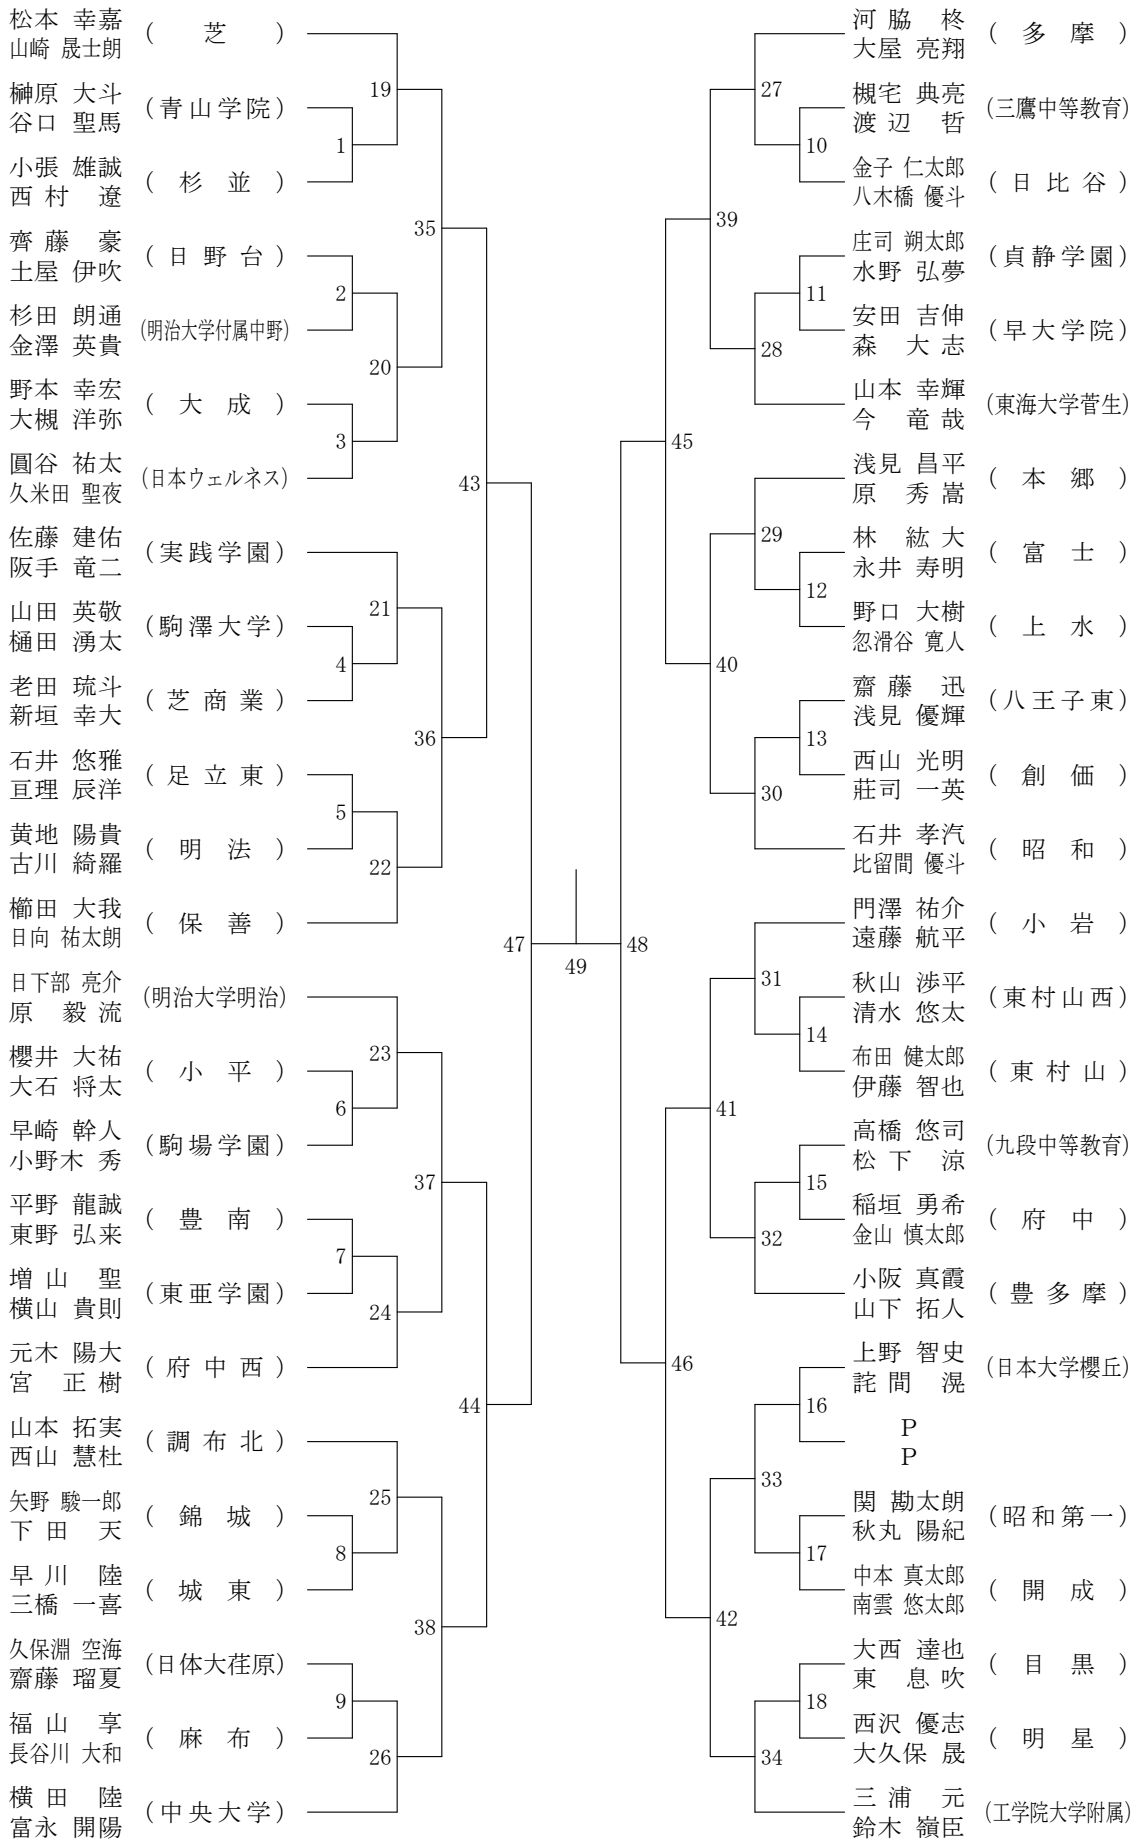 松本 幸嘉
山崎 晟士朗
( 芝 )
榊原 大斗
谷口 聖馬
(青山学院)
小張 雄誠
西村 遼
( 杉並 )
齊藤 豪
土屋 伊吹
( 日野台 )
杉田 朗通
金澤 英貴
(明治大学付属中野)
野本 幸宏
大槻 洋弥
( 大成 )
圓谷 祐太
久米田 聖夜
(日本ウェルネス)
佐藤 建佑
阪手 竜二
(実践学園)
山田 英敬
樋田 湧太
(駒澤大学)
老田 琉斗
新垣 幸大
( 芝商業 )
石井 悠雅
亘理 辰洋
( 足立東 )
黄地 陽貴
古川 綺羅
( 明法 )
櫛田 大我
日向 祐太朗
( 保善 )
日下部 亮介
原 毅流
(明治大学明治)
櫻井 大祐
大石 将太
( 小平 )
早崎 幹人
小野木 秀
(駒場学園)
平野 龍誠
東野 弘来
( 豊南 )
増山 聖
横山 貴則
(東亜学園)
元木 陽大
宮 正樹
( 府中西 )
山本 拓実
西山 慧杜
( 調布北 )
矢野 駿一郎
下田 天
( 錦城 )
早川 陸
三橋 一喜
( 城東 )
久保淵 空海
齋藤 瑠夏
(日体大荏原)
福山 享
長谷川 大和
( 麻布 )
横田 陸
富永 開陽
(中央大学)
1
2
3
4
5
6
7
8
9
19
20
21
22
23
24
25
26
35
36
37
38
43
44
47
49
48
45
46
39
40
41
42
27
28
29
30
31
32
33
34
10
11
12
13
14
15
16
17
18
河脇 柊
大屋 亮翔
( 多摩 )
槻宅 典亮
渡辺 哲
(三鷹中等教育)
金子 仁太郎
八木橋 優斗
( 日比谷 )
庄司 朔太郎
水野 弘夢
(貞静学園)
安田 吉伸
森 大志
(早大学院)
山本 幸輝
今 竜哉
(東海大学菅生)
浅見 昌平
原 秀嵩
( 本郷 )
林 紘大
永井 寿明
( 富士 )
野口 大樹
忽滑谷 寛人
( 上水 )
齋藤 迅
浅見 優輝
(八王子東)
西山 光明
莊司 一英
( 創価 )
石井 孝汽
比留間 優斗
( 昭和 )
門澤 祐介
遠藤 航平
( 小岩 )
秋山 渉平
清水 悠太
(東村山西)
布田 健太郎
伊藤 智也
( 東村山 )
高橋 悠司
松下 涼
(九段中等教育)
稲垣 勇希
金山 慎太郎
( 府中 )
小阪 真霞
山下 拓人
( 豊多摩 )
上野 智史
詫間 滉
(日本大学櫻丘)
P
P
関 勘太朗
秋丸 陽紀
(昭和第一)
中本 真太郎
南雲 悠太郎
( 開成 )
大西 達也
東 息吹
( 目黒 )
西沢 優志
大久保 晟
( 明星 )
三浦 元
鈴木 嶺臣
(工学院大学附属)